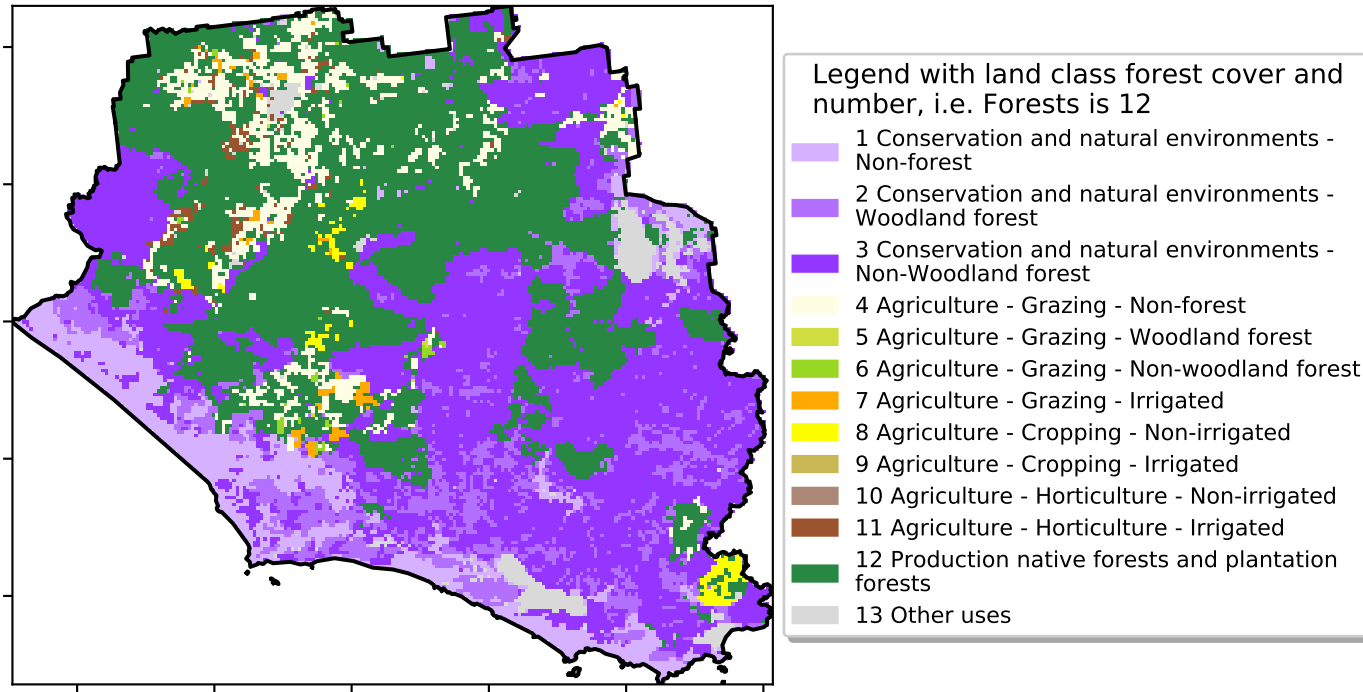 Legend with land class forest cover and
number, i.e. Forests is 12
1 Conservation and natural environments -
Non-forest
2 Conservation and natural environments -
Woodland forest
3 Conservation and natural environments -
Non-Woodland forest
4 Agriculture - Grazing - Non-forest
5 Agriculture - Grazing - Woodland forest
6 Agriculture - Grazing - Non-woodland forest
7 Agriculture - Grazing - Irrigated
8 Agriculture - Cropping - Non-irrigated
9 Agriculture - Cropping - Irrigated
10 Agriculture - Horticulture - Non-irrigated
11 Agriculture - Horticulture - Irrigated
12 Production native forests and plantation
forests
13 Other uses